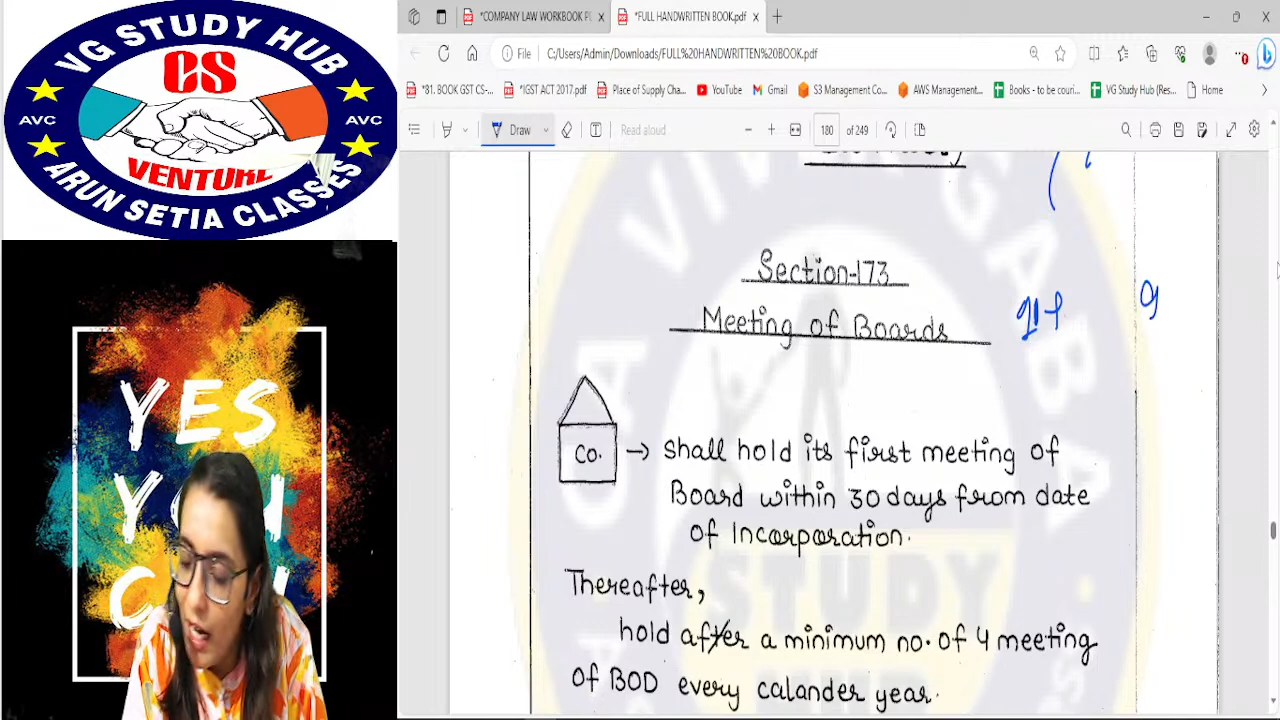 VG STUDY HUB
CS
AVC
AVC
VENTURE
ARUN SETIA CLASSES
YES
*COMPANY LAW WORKBOOK
*FULL HANDWRITTEN BOOK.pdf
File
C:/Users/Admin/Downloads/FULL%20HANDWRITTEN%20BOOK.pdf
*81. BOOK GST CS-...
*IGST ACT 2017.pdf
Place of Supply Cha...
YouTube
Gmail
S3 Management Co...
AWS Management...
Books - to be couri...
VG Study Hub (Res...
Home
Draw
Read aloud
180
of 249
Section-173
Meeting of Boards
Co. → Shall hold its first meeting of
Board within 30 days from date
of Incorporation.
Thereafter,
hold after a minimum no. of 4 meeting
of BOD every calander year.